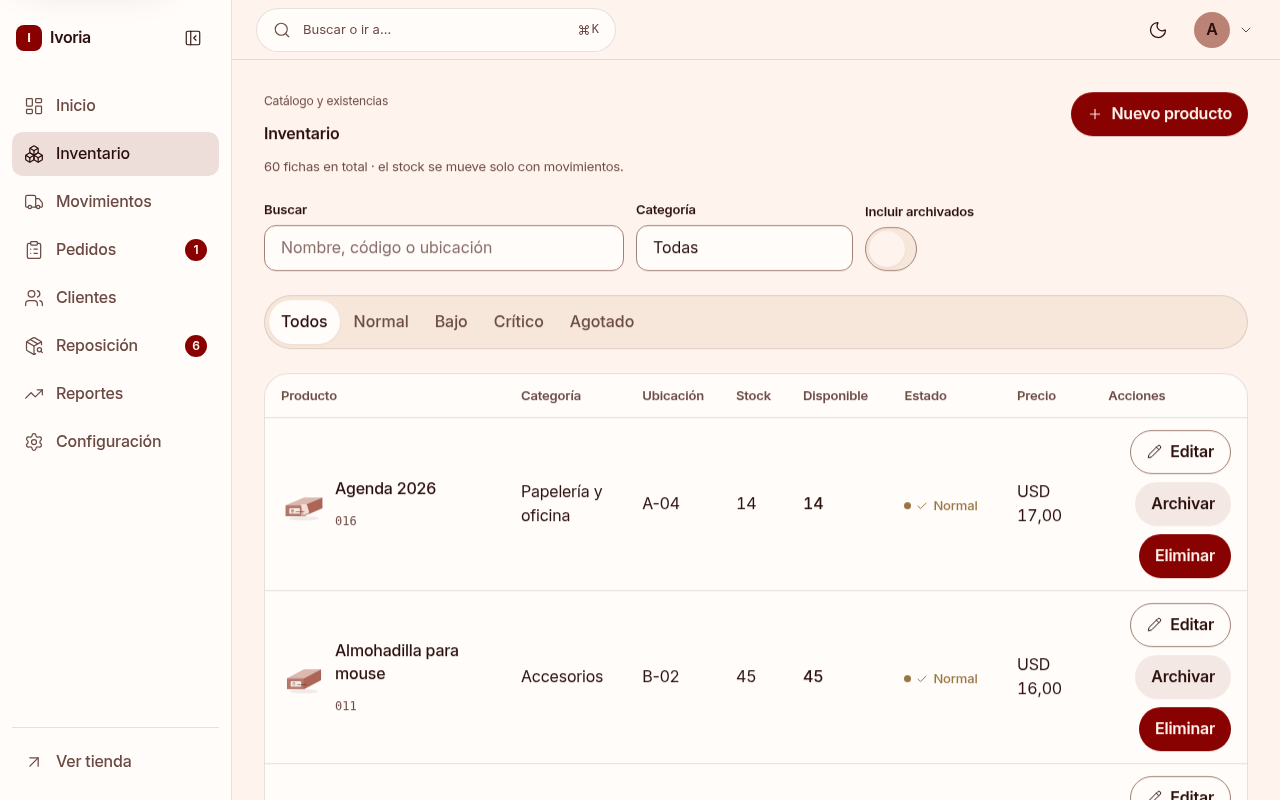 I Ivoria
Buscar o ir a... ⌘K
A
Inicio
Inventario
Movimientos
Pedidos 1
Clientes
Reposición 6
Reportes
Configuración
Ver tienda
Catálogo y existencias
Inventario
60 fichas en total · el stock se mueve solo con movimientos.
+ Nuevo producto
Buscar
Nombre, código o ubicación
Categoría
Todas
Incluir archivados
Todos Normal Bajo Crítico Agotado
Producto Categoría Ubicación Stock Disponible Estado Precio Acciones
Agenda 2026
016
Papelería y
oficina
A-04
14
14
Normal
USD
17,00
Editar
Archivar
Eliminar
Almohadilla para
mouse
011
Accesorios
B-02
45
45
Normal
USD
16,00
Editar
Archivar
Eliminar
Editar